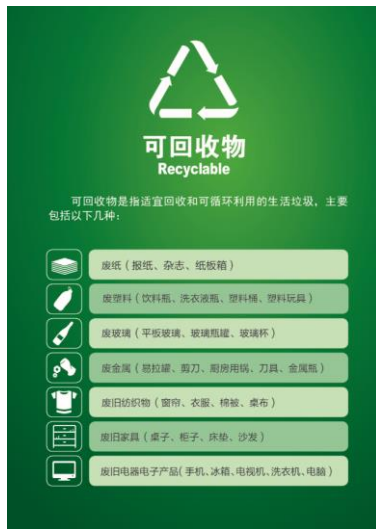 可回收物
Recyclable
可回收物是指适宜回收和可循环利用的生活垃圾，主要
包括以下几种：
废纸（报纸、杂志、纸板箱）
废塑料（饮料瓶、洗衣液瓶、塑料桶、塑料玩具）
废玻璃（平板玻璃、玻璃瓶罐、玻璃杯）
废金属（易拉罐、剪刀、厨房用锅、刀具、金属瓶）
废旧纺织物（窗帘、衣服、棉被、桌布）
废旧家具（桌子、柜子、床垫、沙发）
废旧电器电子产品（手机、冰箱、电视机、洗衣机、电脑）